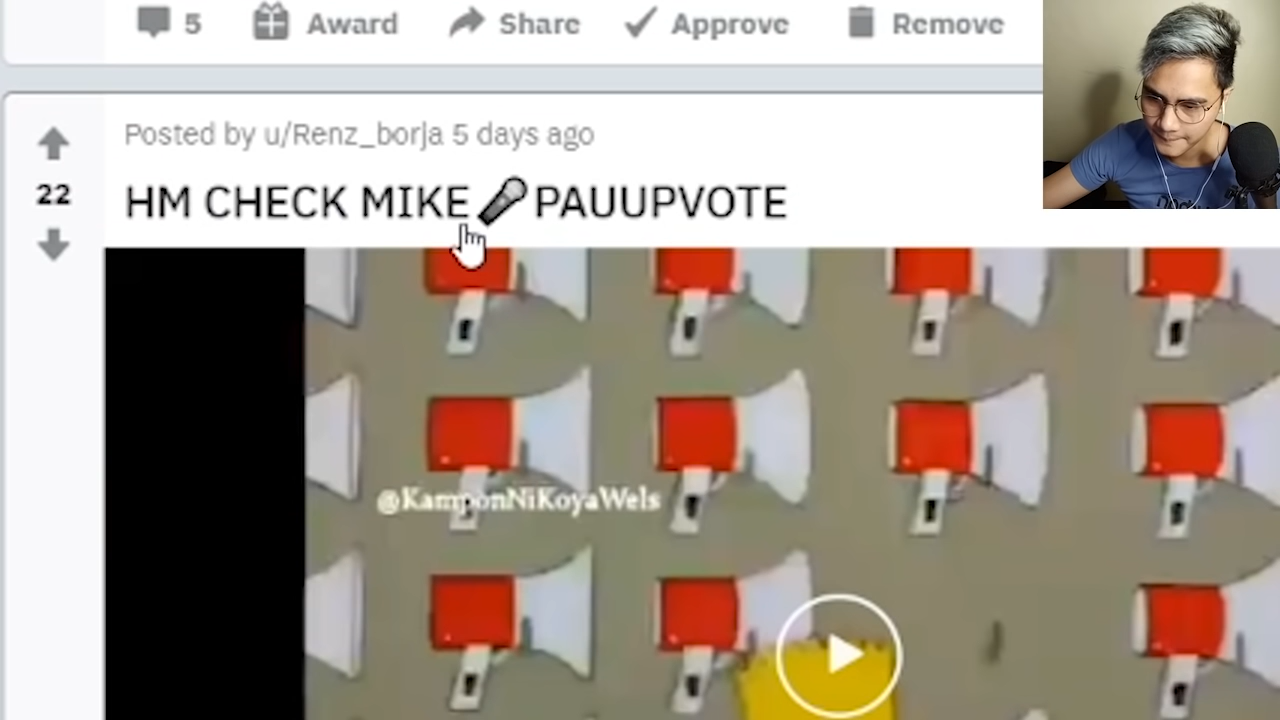 5 Award Share Approve Remove
Posted by u/Renz_borja 5 days ago
22
HM CHECK MIKE🎤PAUUPVOTE
@KamponNiKoyaWels